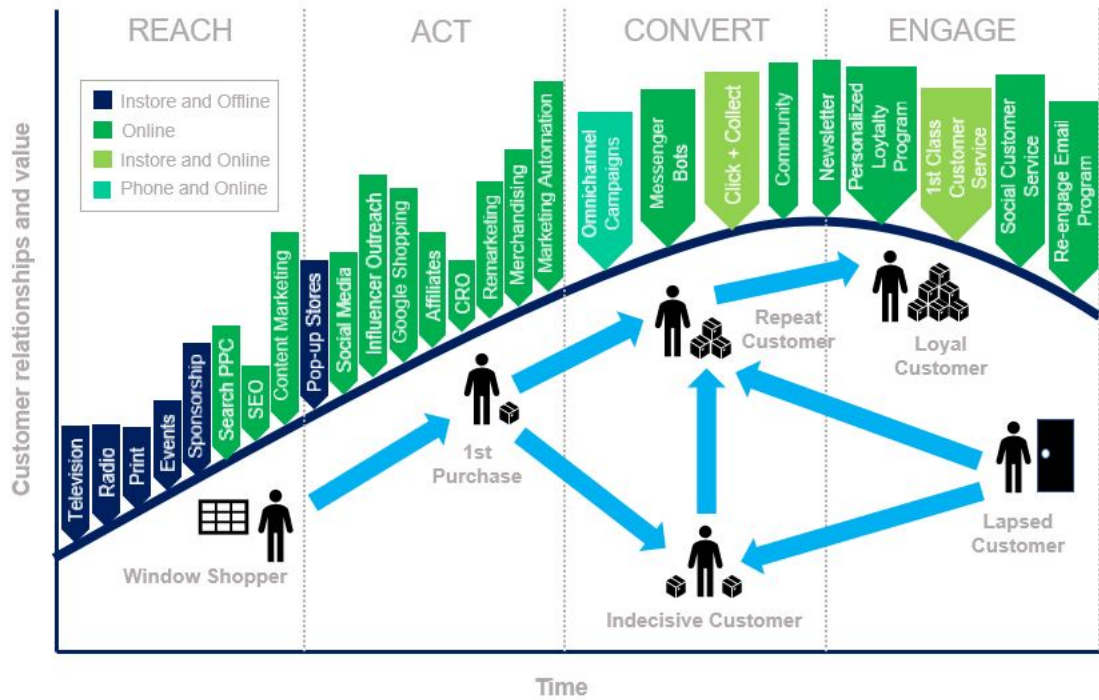 REACH
ACT
CONVERT
ENGAGE
Instore and Offline
Online
Instore and Online
Phone and Online
Customer relationships and value
Television
Radio
Print
Events
Sponsorship
Search PPC
SEO
Content Marketing
Pop-up Stores
Social Media
Influencer Outreach
Google Shopping
Affiliates
CRO
Remarketing
Merchandising
Marketing Automation
Omnichannel
Campaigns
Messenger
Bots
Click + Collect
Community
Newsletter
Personalized
Loytalty
Program
1st Class
Customer
Service
Social Customer
Service
Re-engage Email
Program
Window Shopper
1st
Purchase
Repeat
Customer
Loyal
Customer
Indecisive Customer
Lapsed
Customer
Time